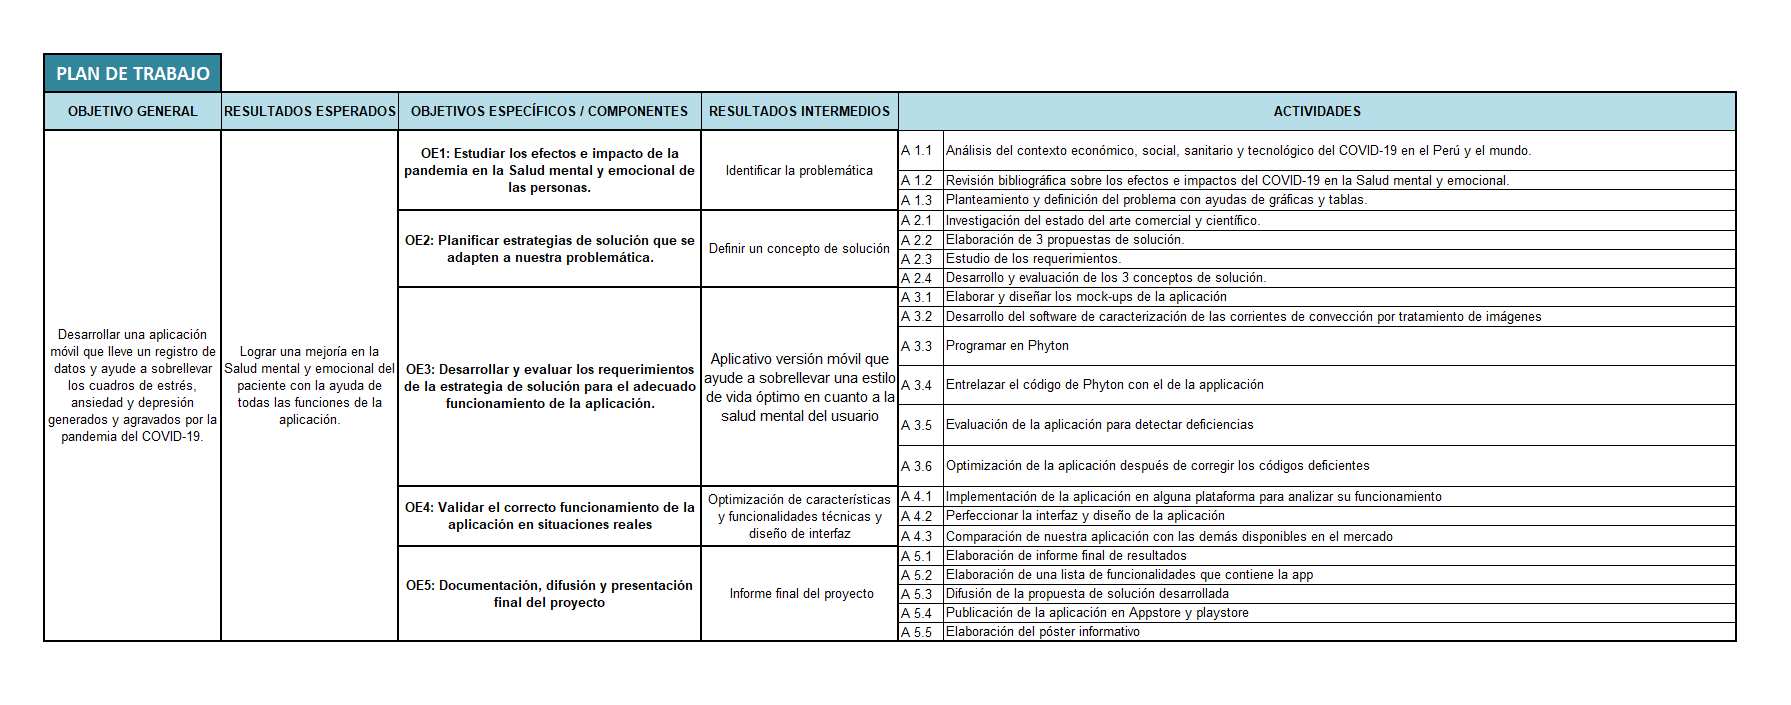 PLAN DE TRABAJO
OBJETIVO GENERAL
RESULTADOS ESPERADOS
OBJETIVOS ESPECÍFICOS / COMPONENTES
RESULTADOS INTERMEDIOS
ACTIVIDADES
Desarrollar una aplicación
móvil que lleve un registro de
datos y ayude a sobrellevar
los cuadros de estrés,
ansiedad y depresión
generados y agravados por la
pandemia del COVID-19.
Lograr una mejoría en la
Salud mental y emocional del
paciente con la ayuda de
todas las funciones de la
aplicación.
OE1: Estudiar los efectos e impacto de la
pandemia en la Salud mental y emocional de
las personas.
Identificar la problemática
A 1.1 Análisis del contexto económico, social, sanitario y tecnológico del COVID-19 en el Perú y el mundo.
A 1.2 Revisión bibliográfica sobre los efectos e impactos del COVID-19 en la Salud mental y emocional.
A 1.3 Planteamiento y definición del problema con ayudas de gráficas y tablas.
OE2: Planificar estrategias de solución que se
adapten a nuestra problemática.
Definir un concepto de solución
A 2.1 Investigación del estado del arte comercial y científico.
A 2.2 Elaboración de 3 propuestas de solución.
A 2.3 Estudio de los requerimientos.
A 2.4 Desarrollo y evaluación de los 3 conceptos de solución.
OE3: Desarrollar y evaluar los requerimientos
de la estrategia de solución para el adecuado
funcionamiento de la aplicación.
Aplicativo versión móvil que
ayude a sobrellevar una estilo
de vida óptimo en cuanto a la
salud mental del usuario
A 3.1 Elaborar y diseñar los mock-ups de la aplicación
A 3.2 Desarrollo del software de caracterización de las corrientes de convección por tratamiento de imágenes
A 3.3 Programar en Phyton
A 3.4 Entrelazar el código de Phyton con el de la applicación
A 3.5 Evaluación de la aplicación para detectar deficiencias
A 3.6 Optimización de la aplicación después de corregir los códigos deficientes
OE4: Validar el correcto funcionamiento de la
aplicación en situaciones reales
Optimización de características
y funcionalidades técnicas y
diseño de interfaz
A 4.1 Implementación de la aplicación en alguna plataforma para analizar su funcionamiento
A 4.2 Perfeccionar la interfaz y diseño de la aplicación
A 4.3 Comparación de nuestra aplicación con las demás disponibles en el mercado
OE5: Documentación, difusión y presentación
final del proyecto
Informe final del proyecto
A 5.1 Elaboración de informe final de resultados
A 5.2 Elaboración de una lista de funcionalidades que contiene la app
A 5.3 Difusión de la propuesta de solución desarrollada
A 5.4 Publicación de la aplicación en Appstore y playstore
A 5.5 Elaboración del póster informativo